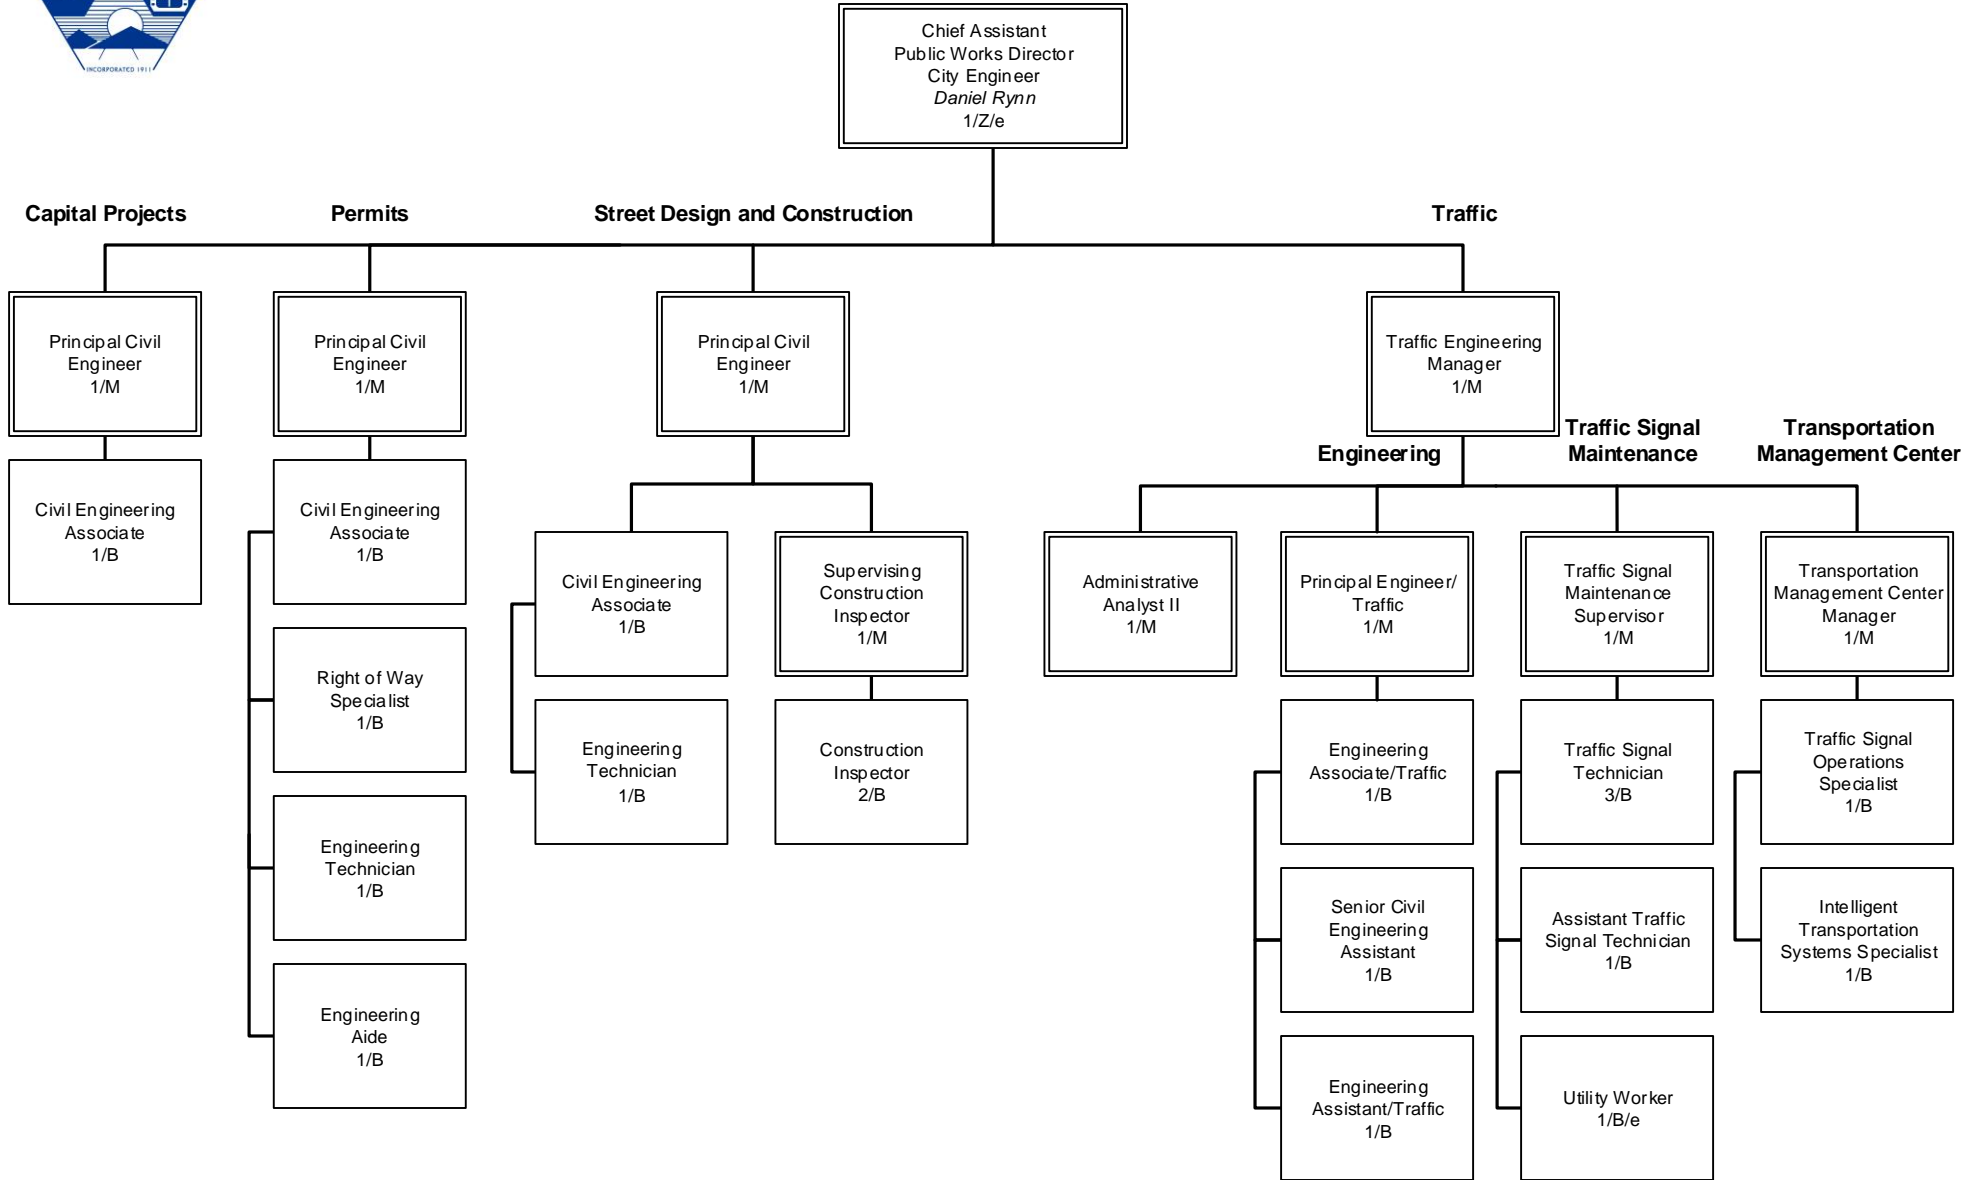 INCORPORATED 1911
Chief Assistant
Public Works Director
City Engineer
Daniel Rynn
1/Z/e
Capital Projects
Permits
Street Design and Construction
Traffic
Principal Civil
Engineer
1/M
Principal Civil
Engineer
1/M
Principal Civil
Engineer
1/M
Traffic Engineering
Manager
1/M
Civil Engineering
Associate
1/B
Civil Engineering
Associate
1/B
Right of Way
Specialist
1/B
Engineering
Technician
1/B
Engineering
Aide
1/B
Civil Engineering
Associate
1/B
Engineering
Technician
1/B
Supervising
Construction
Inspector
1/M
Construction
Inspector
2/B
Administrative
Analyst II
1/M
Engineering
Principal Engineer/
Traffic
1/M
Engineering
Associate/Traffic
1/B
Senior Civil
Engineering
Assistant
1/B
Engineering
Assistant/Traffic
1/B
Traffic Signal
Maintenance
Traffic Signal
Maintenance
Supervisor
1/M
Traffic Signal
Technician
3/B
Assistant Traffic
Signal Technician
1/B
Utility Worker
1/B/e
Transportation
Management Center
Transportation
Management Center
Manager
1/M
Traffic Signal
Operations
Specialist
1/B
Intelligent
Transportation
Systems Specialist
1/B